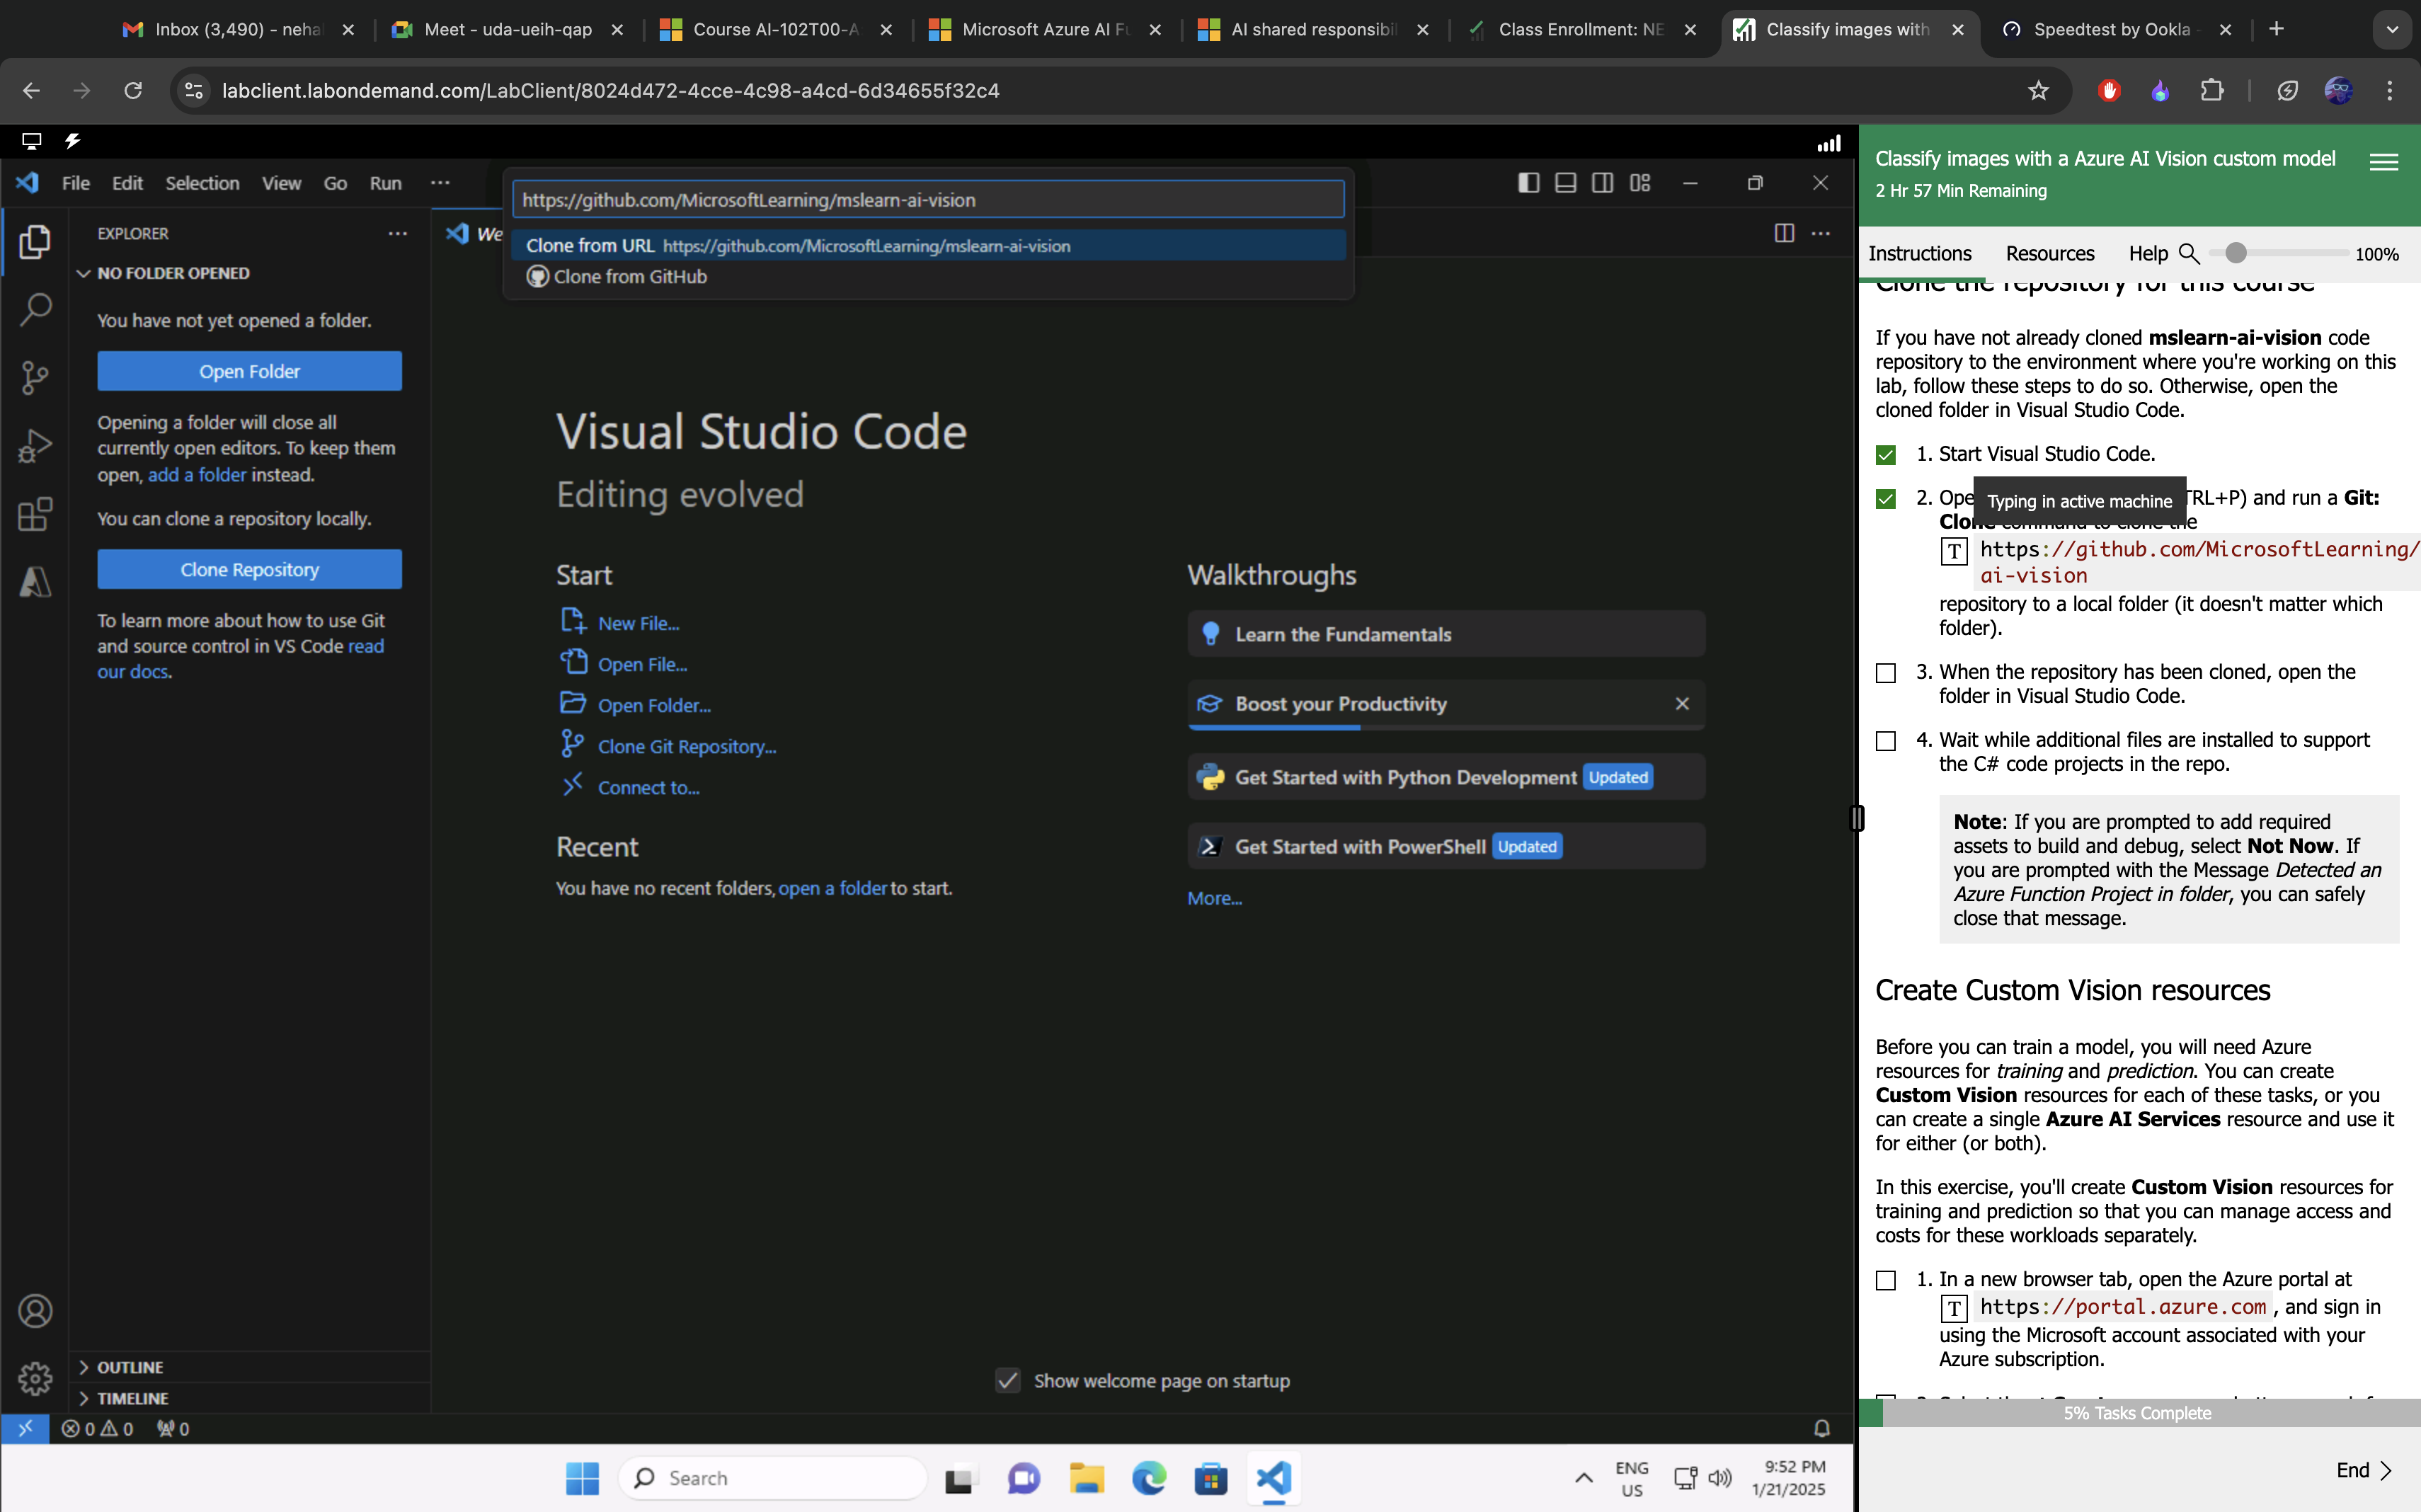 Inbox (3,490) - neha
Meet - uda-ueih-qap
Course AI-102T00-A
Microsoft Azure AI Fu
AI shared responsibil
Class Enrollment: NE
Classify images with
Speedtest by Ookla
labclient.labondemand.com/LabClient/8024d472-4cce-4c98-a4cd-6d34655f32c4
File Edit Selection View Go Run ...
https://github.com/MicrosoftLearning/mslearn-ai-vision
Clone from URL https://github.com/MicrosoftLearning/mslearn-ai-vision
Clone from GitHub
EXPLORER
We
NO FOLDER OPENED
You have not yet opened a folder.
Open Folder
Opening a folder will close all
currently open editors. To keep them
open, add a folder instead.
You can clone a repository locally.
Clone Repository
To learn more about how to use Git
and source control in VS Code read
our docs.
OUTLINE
TIMELINE
Visual Studio Code
Editing evolved
Start
New File...
Open File...
Open Folder...
Clone Git Repository...
Connect to...
Recent
You have no recent folders, open a folder to start.
Walkthroughs
Learn the Fundamentals
Boost your Productivity
Get Started with Python Development Updated
Get Started with PowerShell Updated
More...
Show welcome page on startup
0 0 0
Search
ENG
US
9:52 PM
1/21/2025
Classify images with a Azure AI Vision custom model
2 Hr 57 Min Remaining
Instructions Resources Help 100%
Clone the repository for this course
If you have not already cloned mslearn-ai-vision code
repository to the environment where you're working on this
lab, follow these steps to do so. Otherwise, open the
cloned folder in Visual Studio Code.
1. Start Visual Studio Code.
2. Ope TRL+P) and run a Git:
Typing in active machine
Clone command to clone the
T https://github.com/MicrosoftLearning/
ai-vision
repository to a local folder (it doesn't matter which
folder).
3. When the repository has been cloned, open the
folder in Visual Studio Code.
4. Wait while additional files are installed to support
the C# code projects in the repo.
Note: If you are prompted to add required
assets to build and debug, select Not Now. If
you are prompted with the Message Detected an
Azure Function Project in folder, you can safely
close that message.
Create Custom Vision resources
Before you can train a model, you will need Azure
resources for training and prediction. You can create
Custom Vision resources for each of these tasks, or you
can create a single Azure AI Services resource and use it
for either (or both).
In this exercise, you'll create Custom Vision resources for
training and prediction so that you can manage access and
costs for these workloads separately.
1. In a new browser tab, open the Azure portal at
T https://portal.azure.com, and sign in
using the Microsoft account associated with your
Azure subscription.
5% Tasks Complete
End